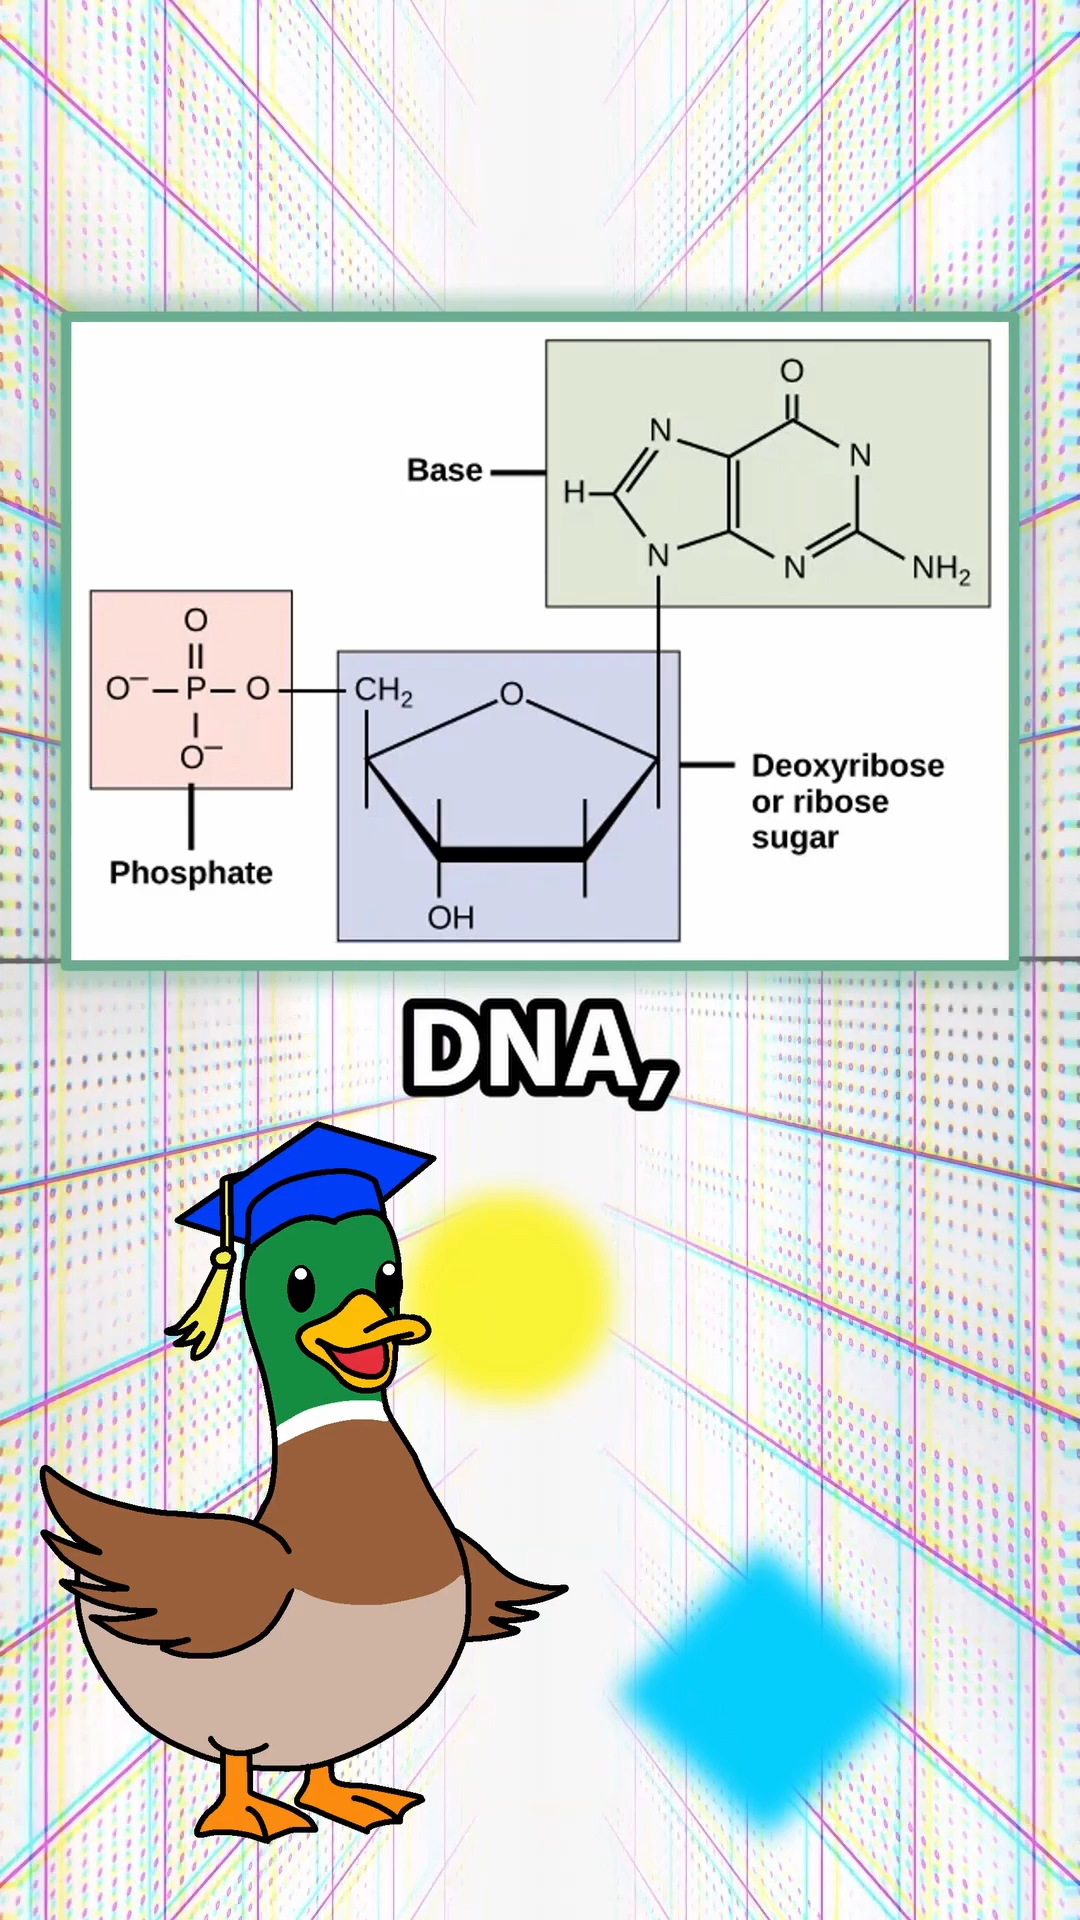 O
N
N
Base
H
N
N
NH₂
O
O⁻ P O
O⁻
CH₂
O
Deoxyribose
or ribose
sugar
Phosphate
OH
DNA,